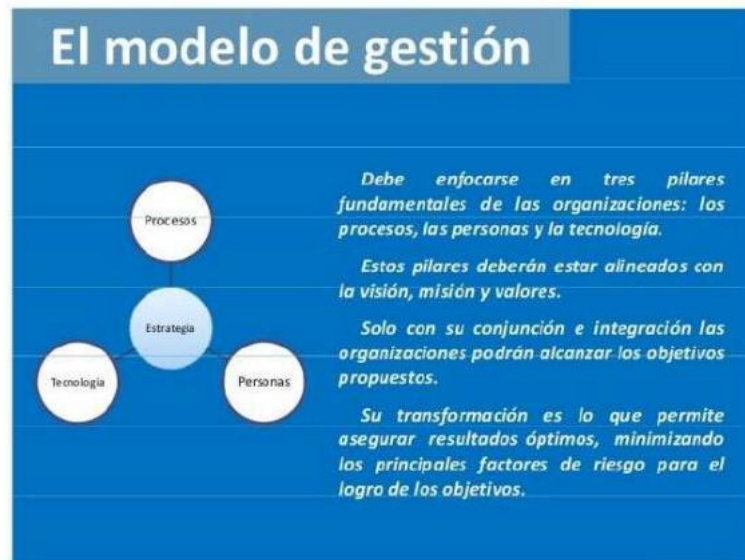 El modelo de gestión
Procesos
Estrategia
Tecnología
Personas
Debe enfocarse en tres pilares
fundamentales de las organizaciones: los
procesos, las personas y la tecnología.
Estos pilares deberán estar alineados con
la visión, misión y valores.
Solo con su conjunción e integración las
organizaciones podrán alcanzar los objetivos
propuestos.
Su transformación es lo que permite
asegurar resultados óptimos, minimizando
los principales factores de riesgo para el
logro de los objetivos.